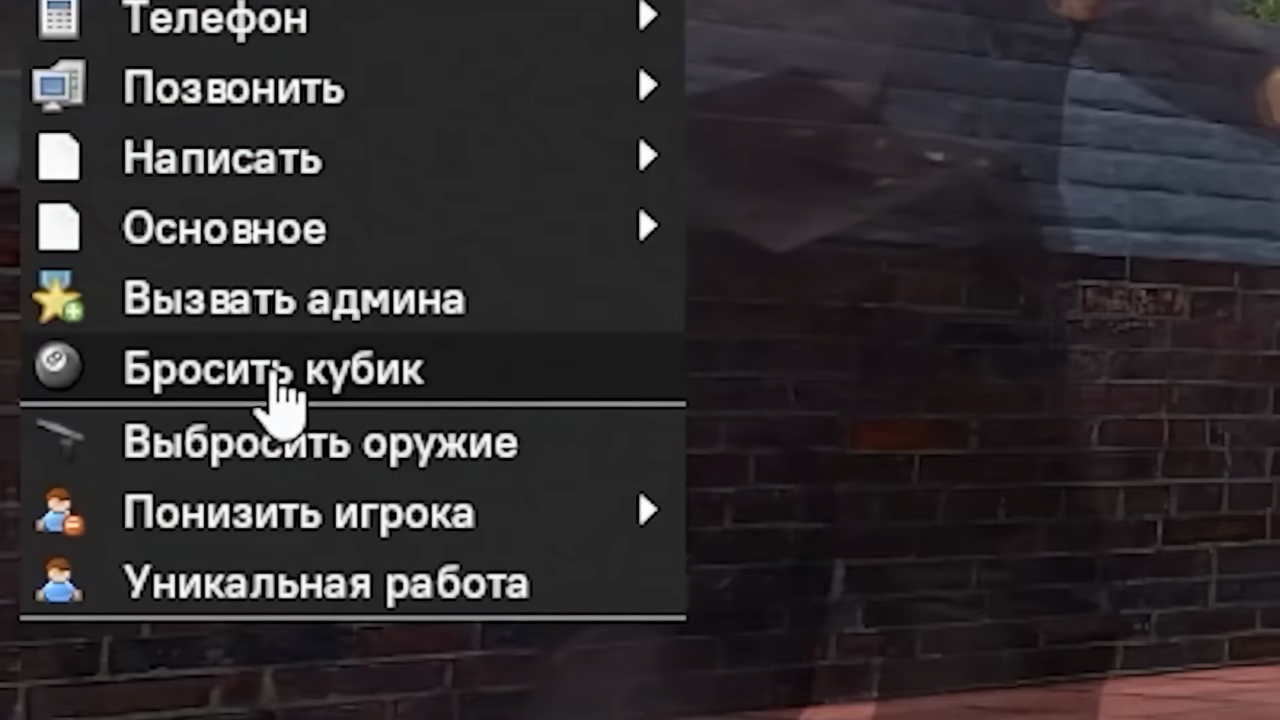 Телефон
Позвонить
Написать
Основное
Вызвать админа
Бросить кубик
Выбросить оружие
Понизить игрока
Уникальная работа